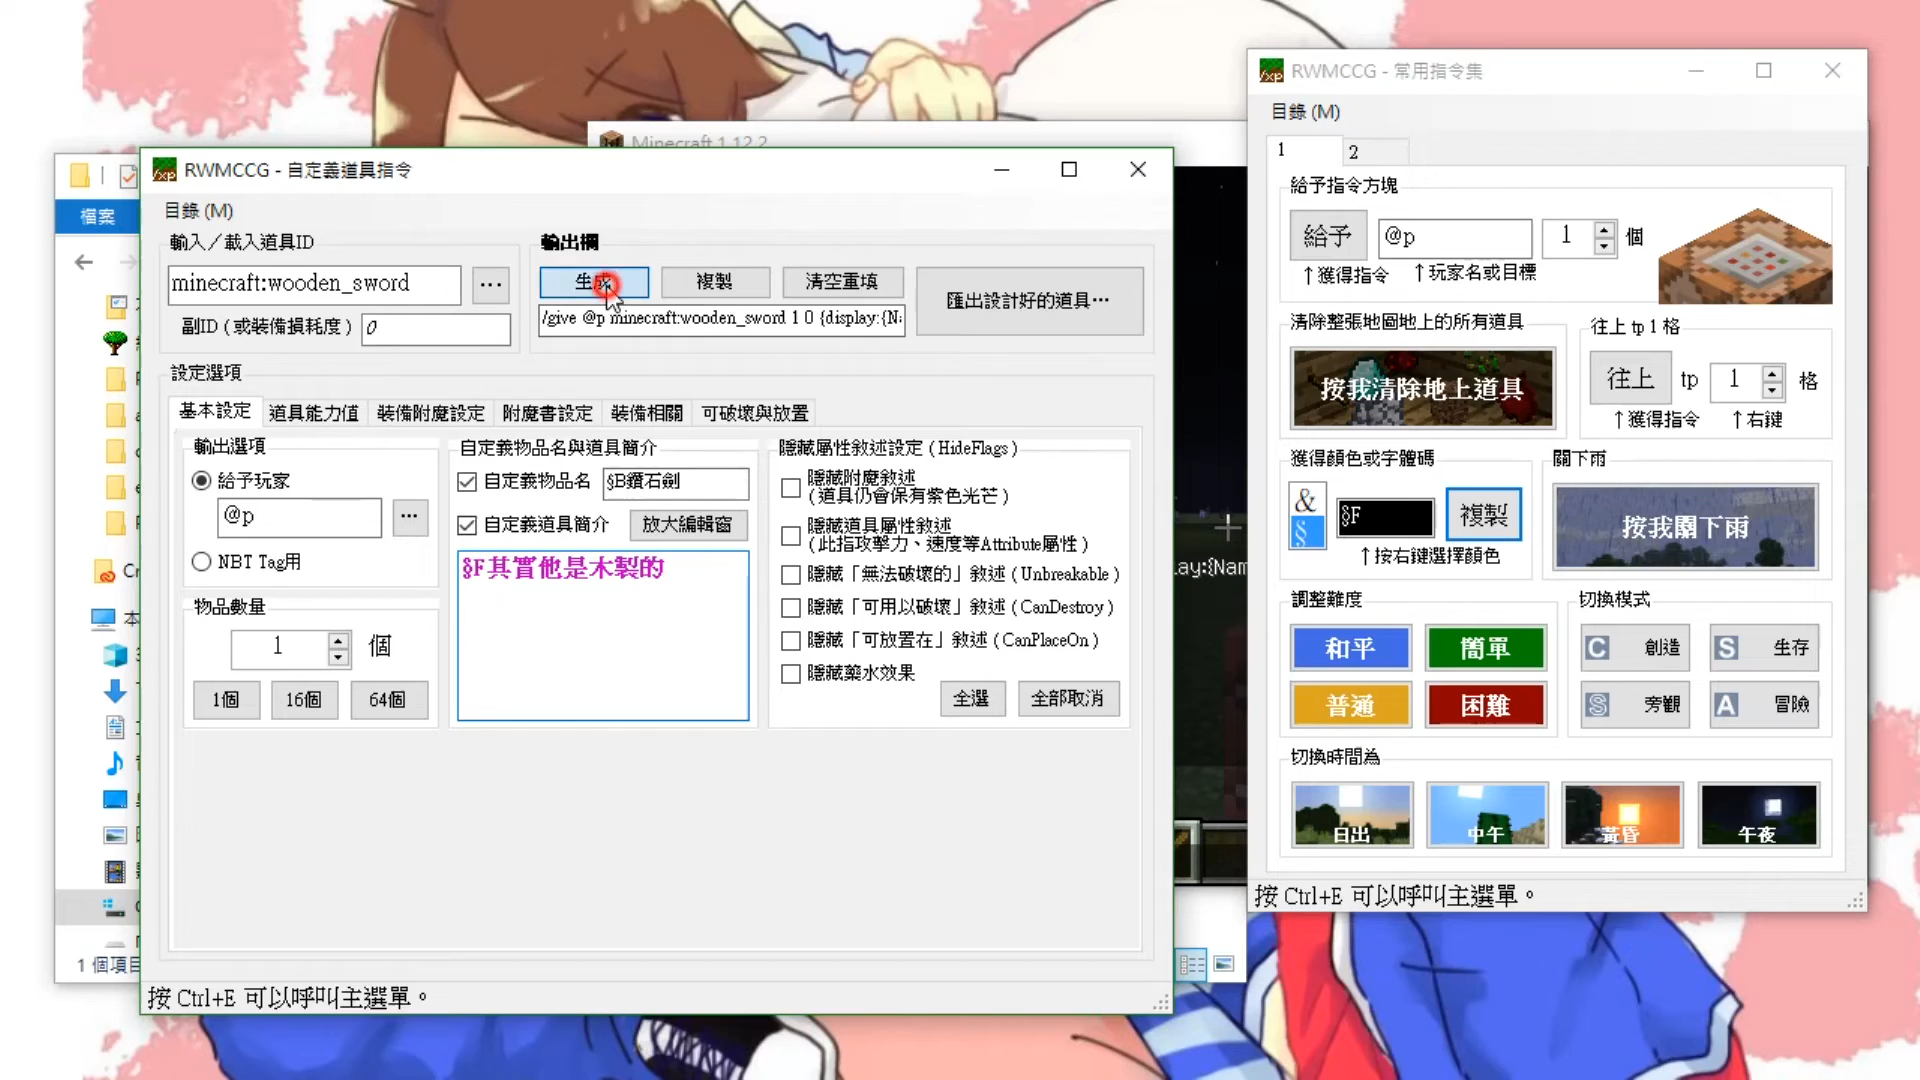 Minecraft 1.12.2
檔案
1 個項目
RWMCCG - 自定義道具指令
目錄 (M)
輸入／載入道具ID
minecraft:wooden_sword
...
副ID ( 或裝備損耗度 )
0
輸出欄
生成
複製
清空重填
匯出設計好的道具...
/give @p minecraft:wooden_sword 1 0 {display:{N
設定選項
基本設定
道具能力值
裝備附魔設定
附魔書設定
裝備相關
可破壞與放置
輸出選項
給予玩家
@p
...
NBT Tag用
物品數量
1
個
1個
16個
64個
自定義物品名與道具簡介
自定義物品名
§B鑽石劍
自定義道具簡介
放大編輯窗
§F其實他是木製的
隱藏屬性敘述設定 ( HideFlags )
隱藏附魔敘述
(道具仍會保有紫色光芒 )
隱藏道具屬性敘述
( 此指攻擊力、速度等Attribute屬性 )
隱藏「無法破壞的」敘述 ( Unbreakable )
隱藏「可用以破壞」敘述 ( CanDestroy )
隱藏「可放置在」敘述 ( CanPlaceOn )
隱藏藥水效果
全選
全部取消
按 Ctrl+E 可以呼叫主選單。
lay:{Nam
RWMCCG - 常用指令集
目錄 (M)
1
2
給予指令方塊
給予
@p
1
個
↑獲得指令
↑玩家名或目標
清除整張地圖地上的所有道具
按我清除地上道具
往上 tp 1 格
往上
tp
1
格
↑獲得指令
↑右鍵
獲得顏色或字體碼
&
§
§F
複製
↑按右鍵選擇顏色
關下雨
按我關下雨
調整難度
和平
簡單
普通
困難
切換模式
C 創造
S 生存
S 旁觀
A 冒險
切換時間為
日出
中午
黃昏
午夜
按 Ctrl+E 可以呼叫主選單。